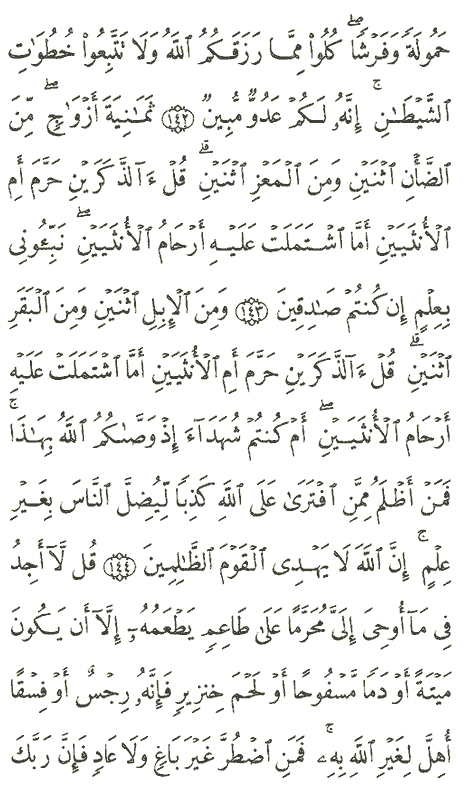 حَمُولَةً وَفَرۡشٗاۚ كُلُواْ مِمَّا رَزَقَكُمُ ٱللَّهُ وَلَا تَتَّبِعُواْ خُطُوَٰتِ
ٱلشَّيۡطَٰنِۚ إِنَّهُۥ لَكُمۡ عَدُوّٞ مُّبِينٞ ١٤٢ ثَمَٰنِيَةَ أَزۡوَٰجٖۖ مِّنَ
ٱلضَّأۡنِ ٱثۡنَيۡنِ وَمِنَ ٱلۡمَعۡزِ ٱثۡنَيۡنِۗ قُلۡ ءَآلذَّكَرَيۡنِ حَرَّمَ أَمِ
ٱلۡأُنثَيَيۡنِ أَمَّا ٱشۡتَمَلَتۡ عَلَيۡهِ أَرۡحَامُ ٱلۡأُنثَيَيۡنِۖ نَبِّـُٔونِي
بِعِلۡمٍ إِن كُنتُمۡ صَٰدِقِينَ ١٤٣ وَمِنَ ٱلۡإِبِلِ ٱثۡنَيۡنِ وَمِنَ ٱلۡبَقَرِ
ٱثۡنَيۡنِۗ قُلۡ ءَآلذَّكَرَيۡنِ حَرَّمَ أَمِ ٱلۡأُنثَيَيۡنِ أَمَّا ٱشۡتَمَلَتۡ عَلَيۡهِ
أَرۡحَامُ ٱلۡأُنثَيَيۡنِۖ أَمۡ كُنتُمۡ شُهَدَآءَ إِذۡ وَصَّىٰكُمُ ٱللَّهُ بِهَٰذَاۚ
فَمَنۡ أَظۡلَمُ مِمَّنِ ٱفۡتَرَىٰ عَلَى ٱللَّهِ كَذِبٗا لِّيُضِلَّ ٱلنَّاسَ بِغَيۡرِ
عِلۡمٍۚ إِنَّ ٱللَّهَ لَا يَهۡدِي ٱلۡقَوۡمَ ٱلظَّٰلِمِينَ ١٤٤ قُل لَّآ أَجِدُ
فِي مَآ أُوحِيَ إِلَيَّ مُحَرَّمًا عَلَىٰ طَاعِمٖ يَطۡعَمُهُۥٓ إِلَّآ أَن يَكُونَ
مَيۡتَةً أَوۡ دَمٗا مَّسۡفُوحًا أَوۡ لَحۡمَ خِنزِيرٖ فَإِنَّهُۥ رِجۡسٌ أَوۡ فِسۡقًا
أُهِلَّ لِغَيۡرِ ٱللَّهِ بِهِۦۚ فَمَنِ ٱضۡطُرَّ غَيۡرَ بَاغٖ وَلَا عَادٖ فَإِنَّ رَبَّكَ